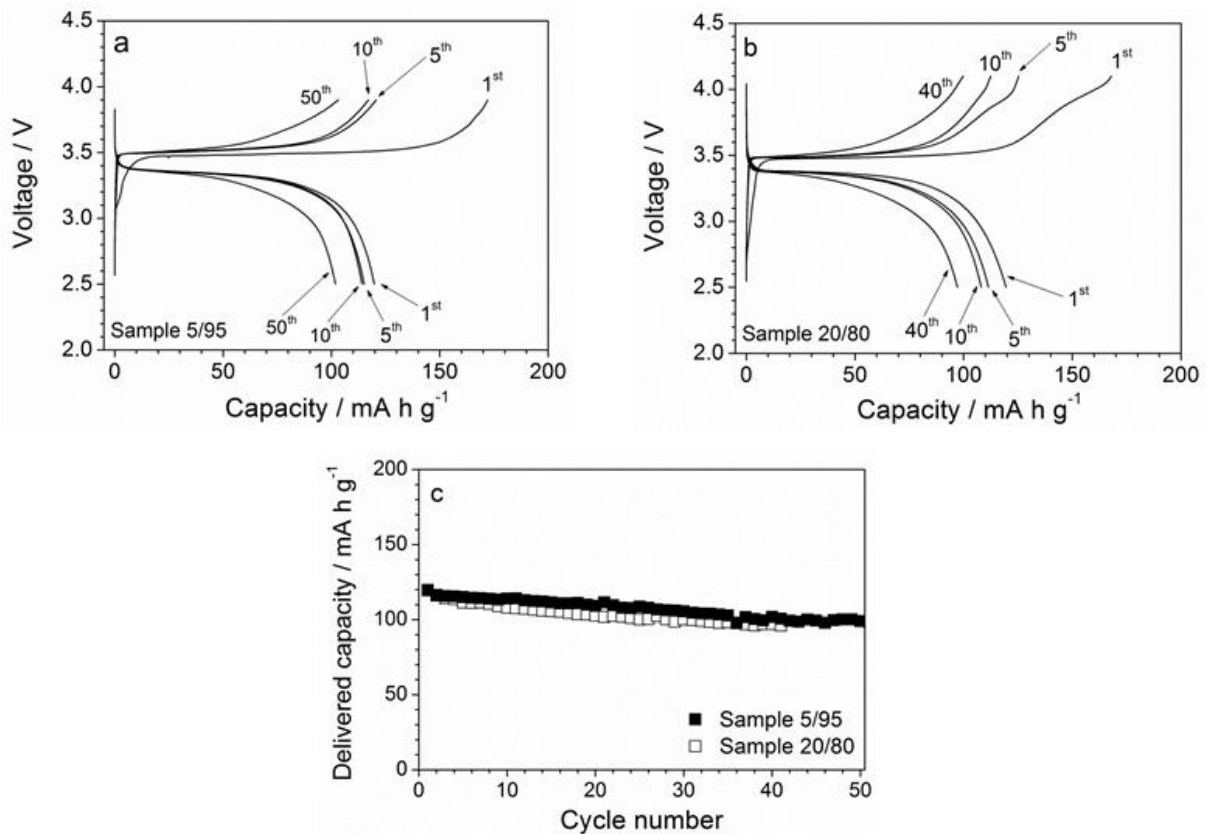 a
4.5
4.0
3.5
3.0
2.5
2.0
Voltage / V
10th
5th
1st
50th
50th
10th
5th
1st
Sample 5/95
0 50 100 150 200
Capacity / mA h g-1
b
4.5
4.0
3.5
3.0
2.5
2.0
Voltage / V
40th
10th
5th
1st
40th
10th
5th
1st
Sample 20/80
0 50 100 150 200
Capacity / mA h g-1
c
200
150
100
50
0
Delivered capacity / mA h g-1
Sample 5/95
Sample 20/80
0 10 20 30 40 50
Cycle number